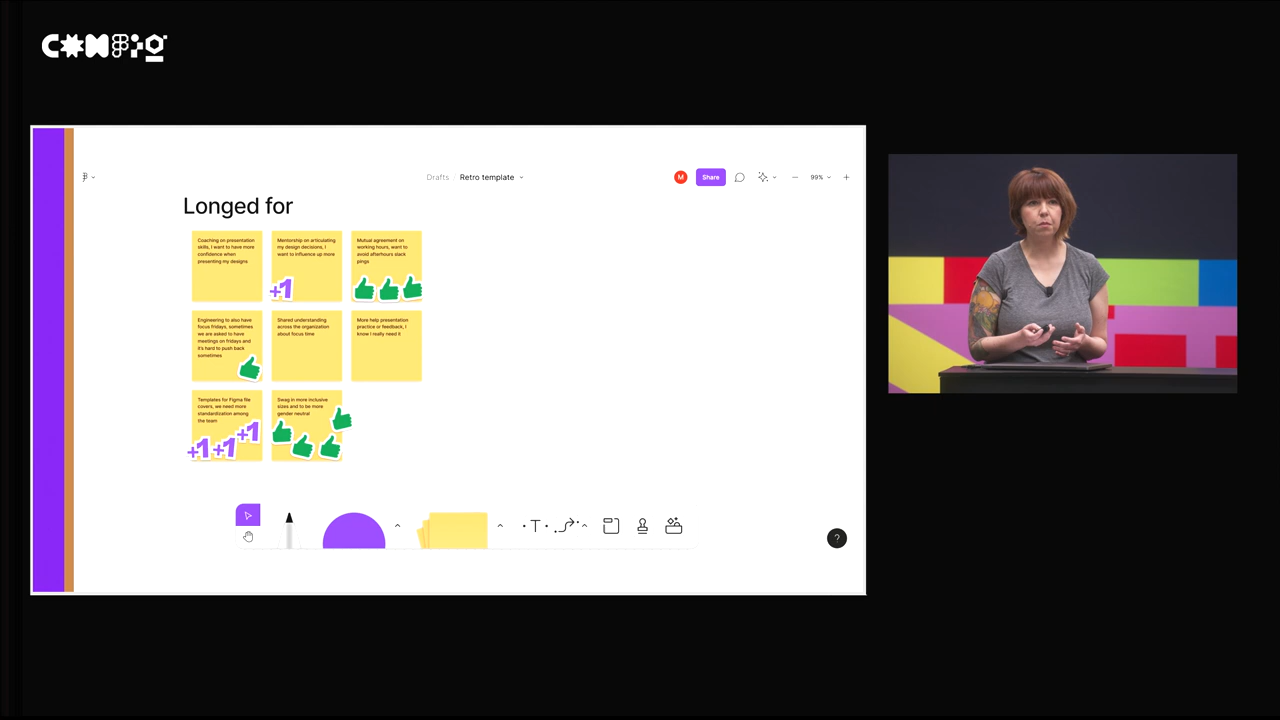 CONFIG
Drafts / Retro template
M
Share
99%
Longed for
Coaching on presentation
skills, I want to have more
confidence when
presenting my designs
Mentorship on articulating
my design decisions, I
want to influence up more
+1
Mutual agreement on
working hours, want to
avoid afterhours slack
pings
Engineering to also have
focus fridays, sometimes
we are asked to have
meetings on fridays and
it's hard to push back
sometimes
Shared understanding
across the organization
about focus time
More help presentation
practice or feedback, I
know I really need it
Templates for Figma file
covers, we need more
standardization among
the team
+1 +1 +1
Swag in more inclusive
sizes and to be more
gender neutral
T
?